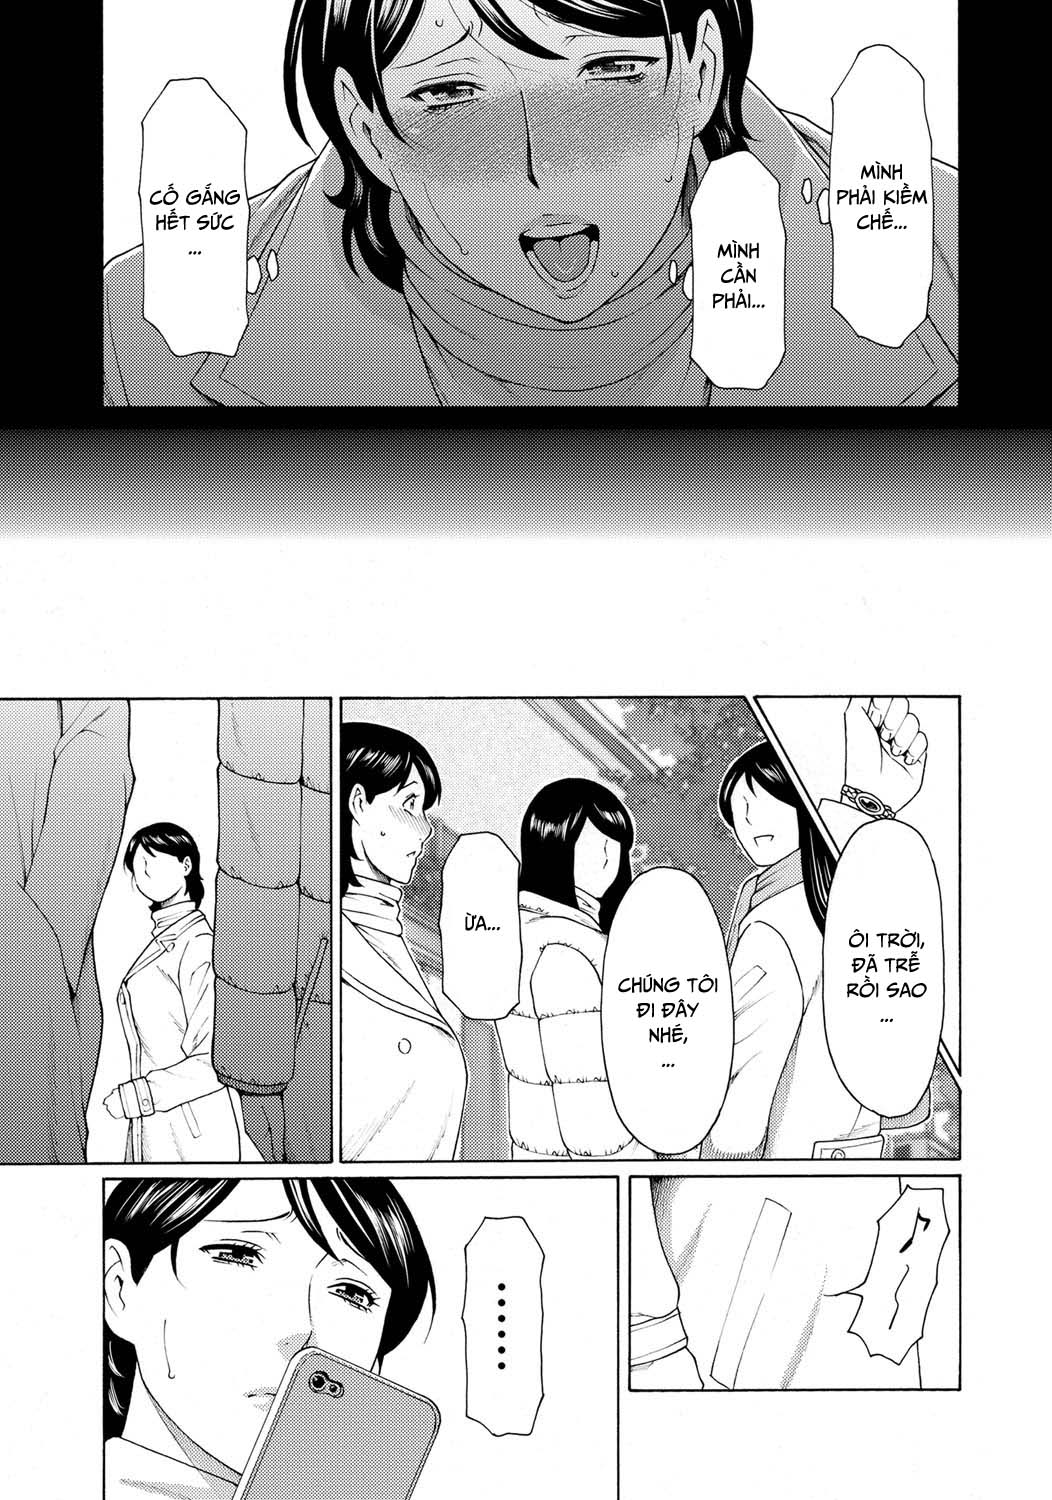 MÌNH
PHẢI KIỀM
CHẾ...
MÌNH
CẦN
PHẢI...
CỐ GẮNG
HẾT SỨC
...
ÔI TRỜI,
ĐÃ TRỄ
RỒI SAO
...
CHÚNG TÔI
ĐI ĐÂY
NHÉ,
...
ỪA...
♪~
......